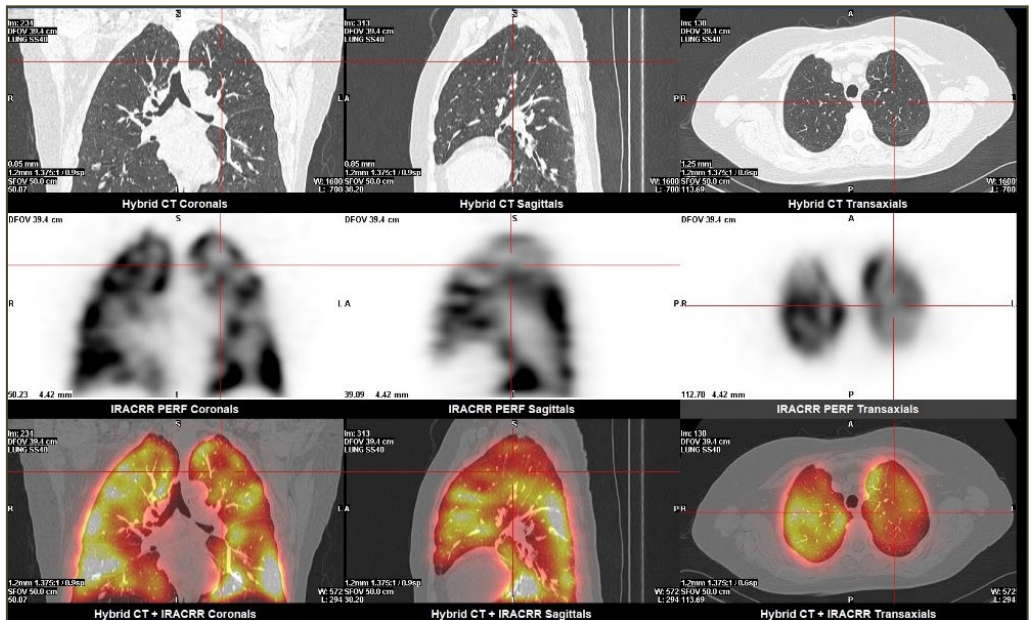 Im: 234
DFOV 39.4 cm
LUNG SS40
S
R
L
0.85 mm
1.2mm 1.375:1 / 0.9sp
SFOV 50.0 cm
50.07
I
W: 1600
L: 700
Hybrid CT Coronals
Im: 313
DFOV 39.4 cm
LUNG SS40
A
P
0.85 mm
1.2mm 1.375:1 / 0.9sp
SFOV 50.0 cm
38.20
I
W: 1600
L: 700
Hybrid CT Sagittals
Im: 130
DFOV 39.4 cm
LUNG SS40
A
R
1.25 mm
1.2mm 1.375:1 / 0.6sp
SFOV 50.0 cm
113.69
P
W: 1600
L: 700
Hybrid CT Transaxials
DFOV 39.4 cm
S
R
L
50.23 4.42 mm
I
IRACRR PERF Coronals
DFOV 39.4 cm
S
A
P
39.09 4.42 mm
IRACRR PERF Sagittals
DFOV 39.4 cm
A
R
L
112.70 4.42 mm
P
IRACRR PERF Transaxials
Im: 234
DFOV 39.4 cm
LUNG SS40
S
R
L
1.2mm 1.375:1 / 0.9sp
SFOV 50.0 cm
50.07
I
W: 572
L: 294
Hybrid CT + IRACRR Coronals
Im: 313
DFOV 39.4 cm
LUNG SS40
S
A
P
1.2mm 1.375:1 / 0.9sp
SFOV 50.0 cm
38.20
I
W: 572
L: 294
Hybrid CT + IRACRR Sagittals
Im: 130
DFOV 39.4 cm
LUNG SS40
A
R
L
1.2mm 1.375:1 / 0.6sp
SFOV 50.0 cm
113.69
P
W: 572
L: 294
Hybrid CT + IRACRR Transaxials